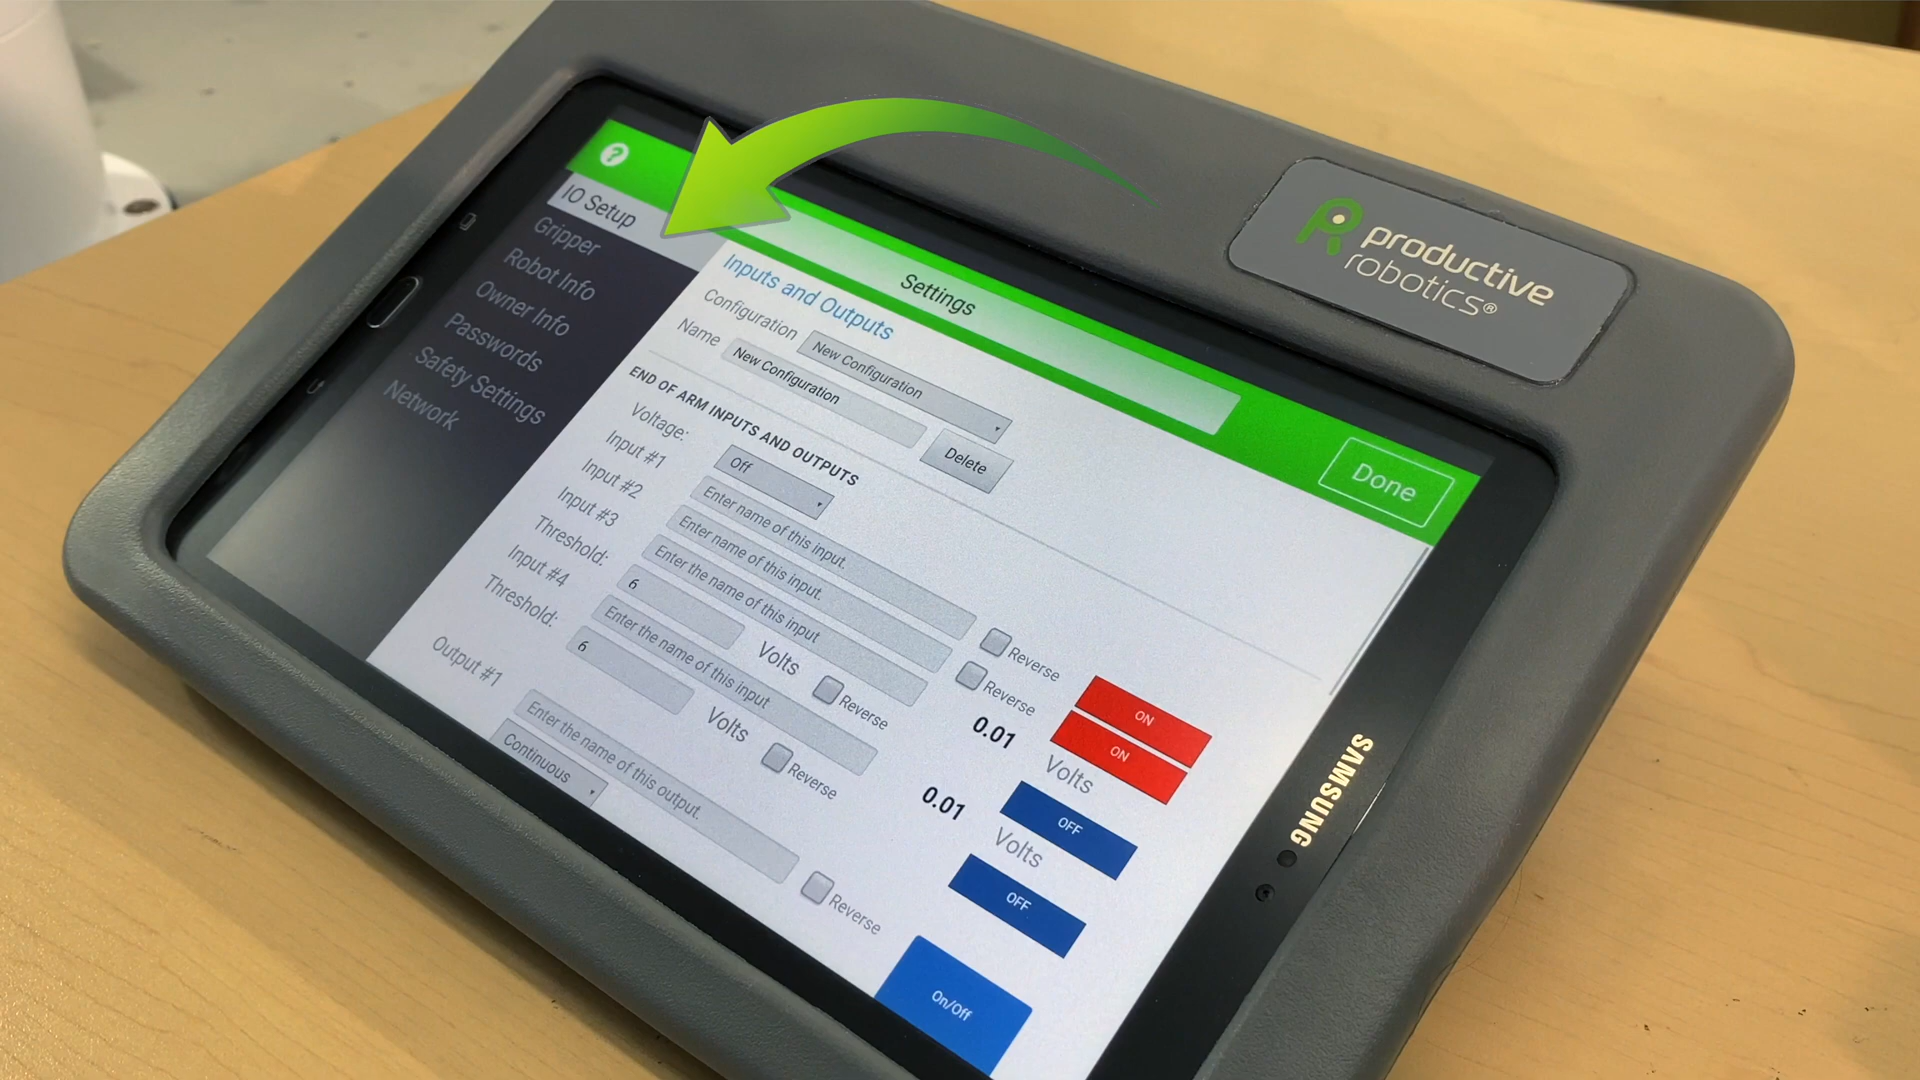 ?
Settings
Done
IO Setup
Gripper
Robot Info
Owner Info
Passwords
Safety Settings
Network
Inputs and Outputs
Configuration New Configuration
Name New Configuration Delete
END OF ARM INPUTS AND OUTPUTS
Voltage: Off
Input #1 Enter name of this input. Reverse ON
Input #2 Enter name of this input. Reverse ON
Input #3 Enter the name of this input Reverse 0.01 Volts OFF
Threshold: 6 Volts
Input #4 Enter the name of this input Reverse 0.01 Volts OFF
Threshold: 6 Volts
Output #1 Enter the name of this output. Reverse On/Off
Continuous
productive
robotics®
SAMSUNG